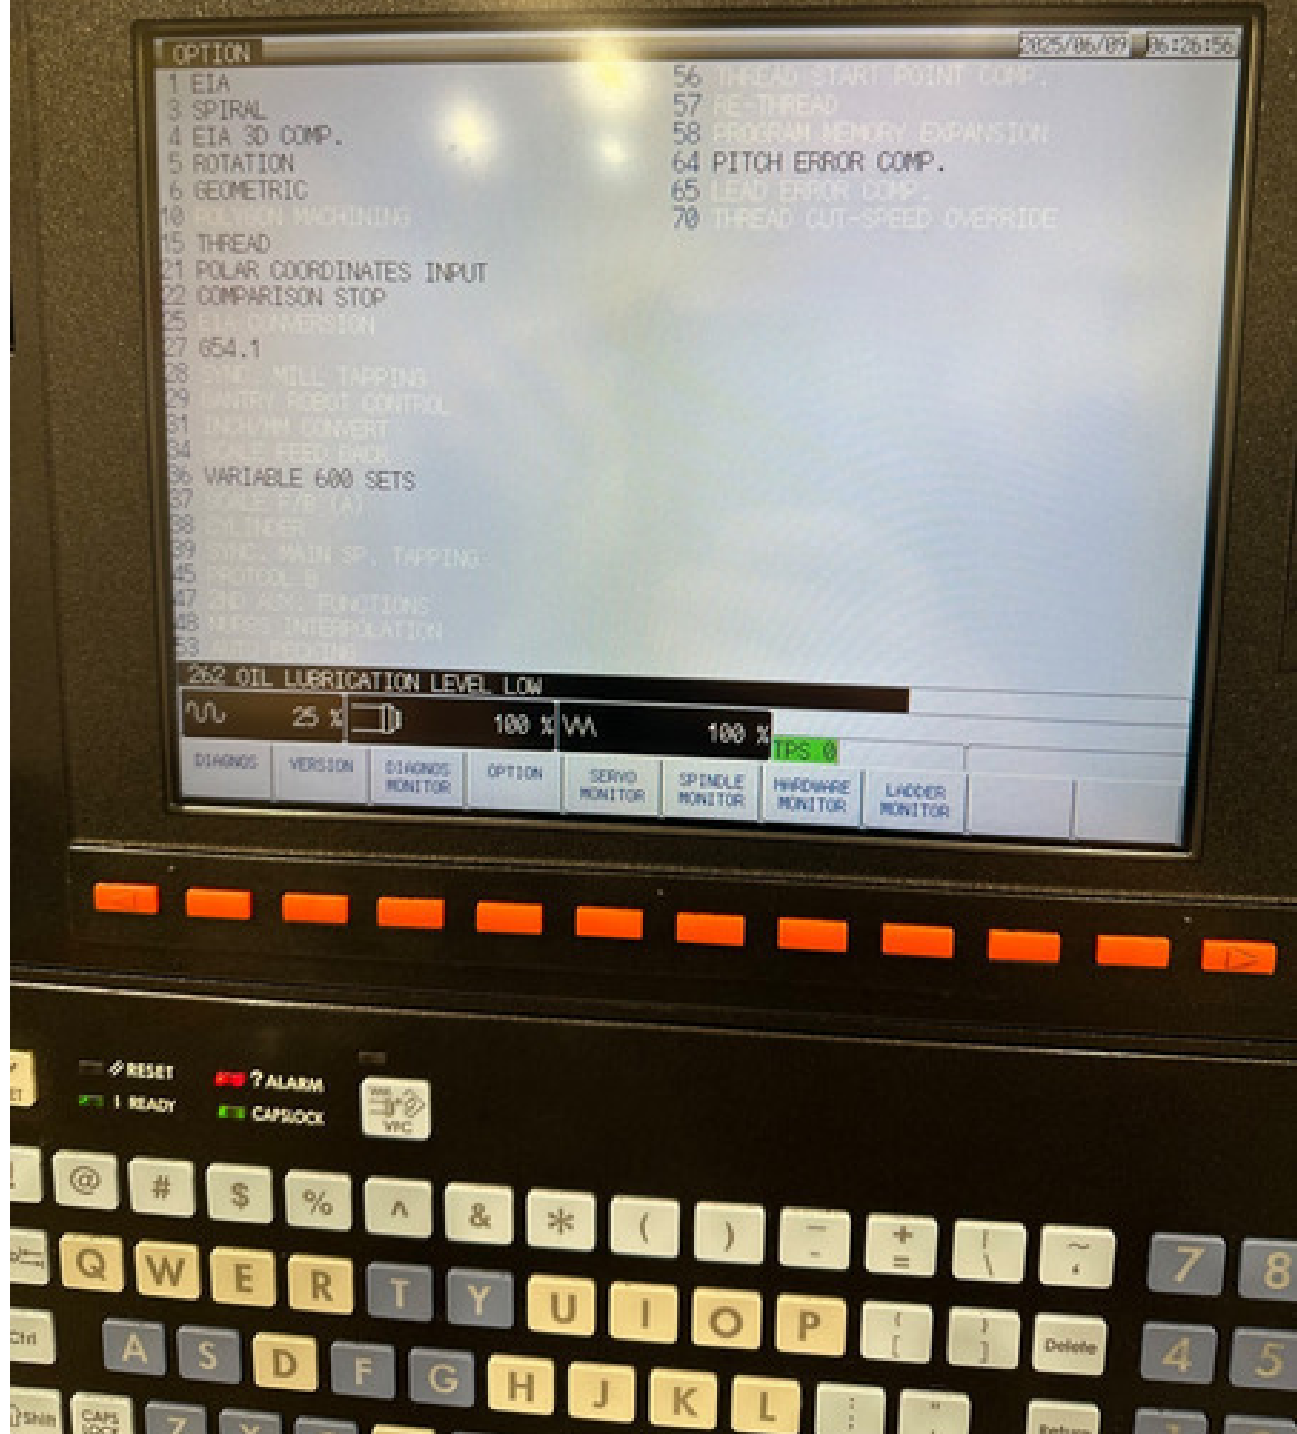 OPTION
2025/06/09 06:26:56
1 EIA
3 SPIRAL
4 EIA 3D COMP.
5 ROTATION
6 GEOMETRIC
10 POLYGON MACHINING
15 THREAD
21 POLAR COORDINATES INPUT
22 COMPARISON STOP
25 EIA CONVERSION
27 G54.1
28 SYNC. MILL TAPPING
29 GANTRY ROBOT CONTROL
31 INCH/MM CONVERT
34 SCALE FEED BACK
36 VARIABLE 600 SETS
37 SCALE F/B (A)
38 CYLINDER
39 SYNC. MAIN SP. TAPPING
45 PROTOCOL B
47 2ND AUX. FUNCTIONS
48 NURBS INTERPOLATION
53 AUTO PECKING
56 THREAD START POINT COMP.
57 RE-THREAD
58 PROGRAM MEMORY EXPANSION
64 PITCH ERROR COMP.
65 LEAD ERROR COMP.
70 THREAD CUT-SPEED OVERRIDE
262 OIL LUBRICATION LEVEL LOW
25 % 100 % 100 %
TPS 0
DIAGNOS VERSION DIAGNOS MONITOR OPTION SERVO MONITOR SPINDLE MONITOR HARDWARE MONITOR LADDER MONITOR
RESET ? ALARM
READY CAPSLOCK
VFC
@ # $ % ^ & * ( ) _ - + = | \ ~ 7 8
Q W E R T Y U I O P { [ } ] Delete 4 5
Ctrl A S D F G H J K L : ; "
Shift CAPS LOCK Z X Return